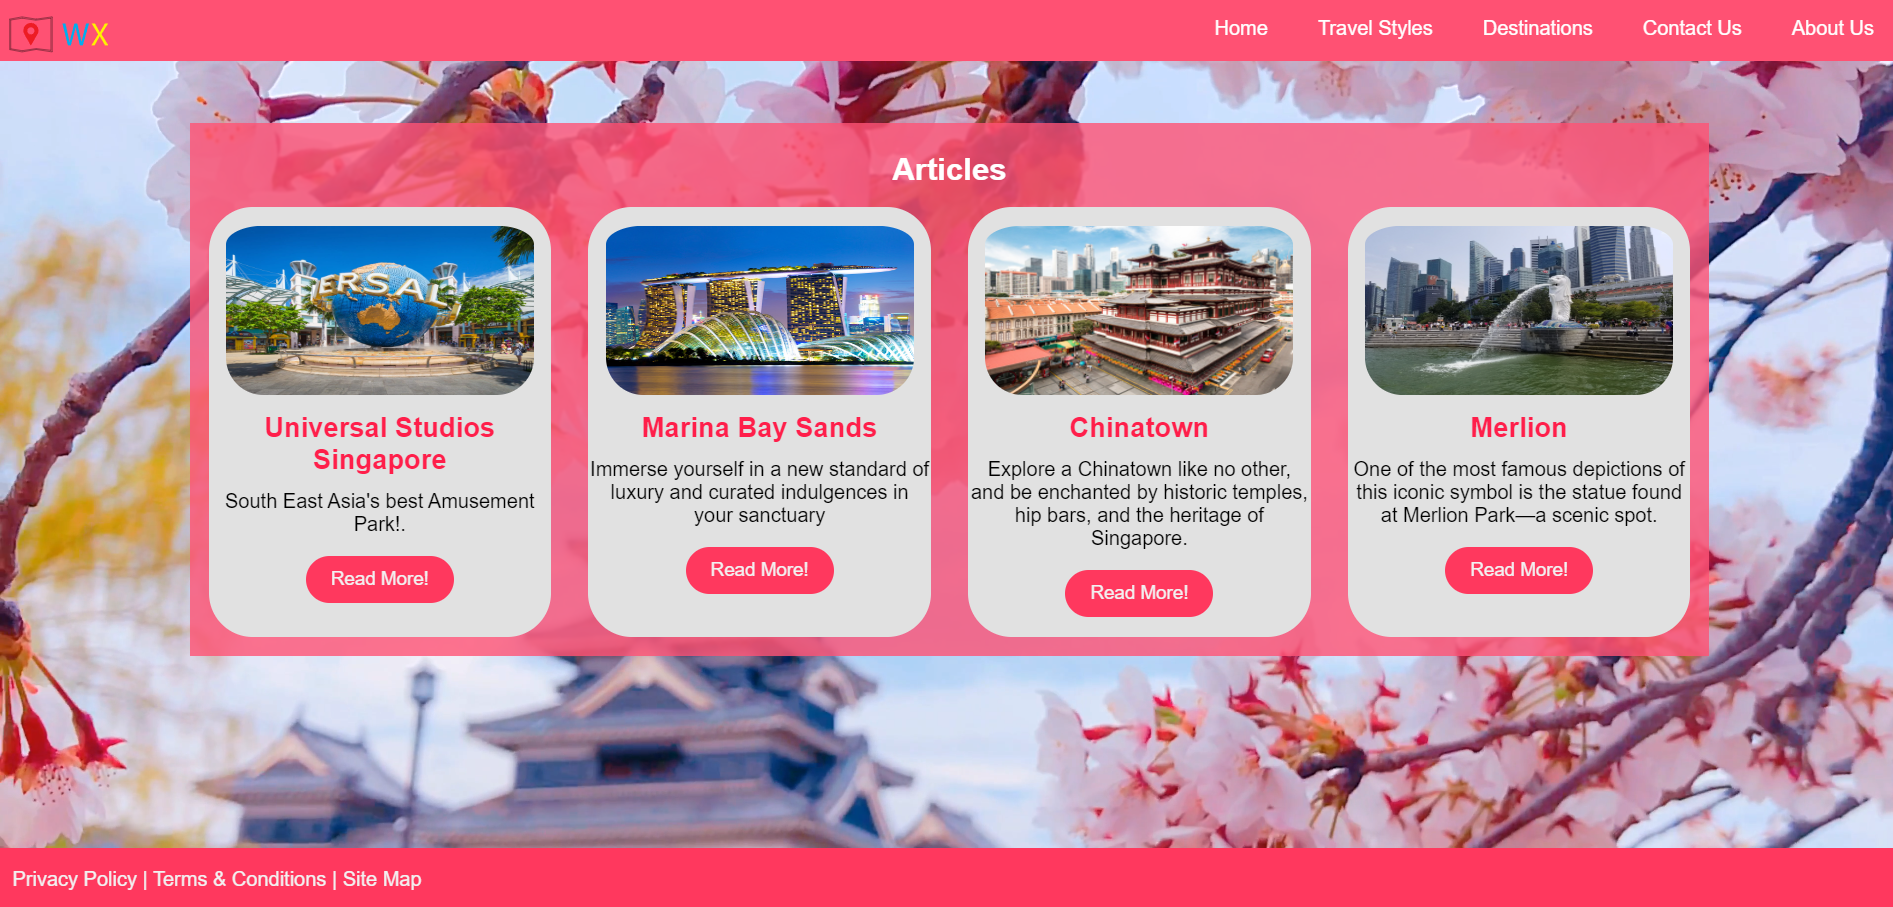 WX
Home
Travel Styles
Destinations
Contact Us
About Us
Articles
ERSAL
Universal Studios
Singapore
South East Asia's best Amusement
Park!.
Read More!
Marina Bay Sands
Immerse yourself in a new standard of
luxury and curated indulgences in
your sanctuary
Read More!
Chinatown
Explore a Chinatown like no other,
and be enchanted by historic temples,
hip bars, and the heritage of
Singapore.
Read More!
Merlion
One of the most famous depictions of
this iconic symbol is the statue found
at Merlion Park—a scenic spot.
Read More!
Privacy Policy | Terms & Conditions | Site Map